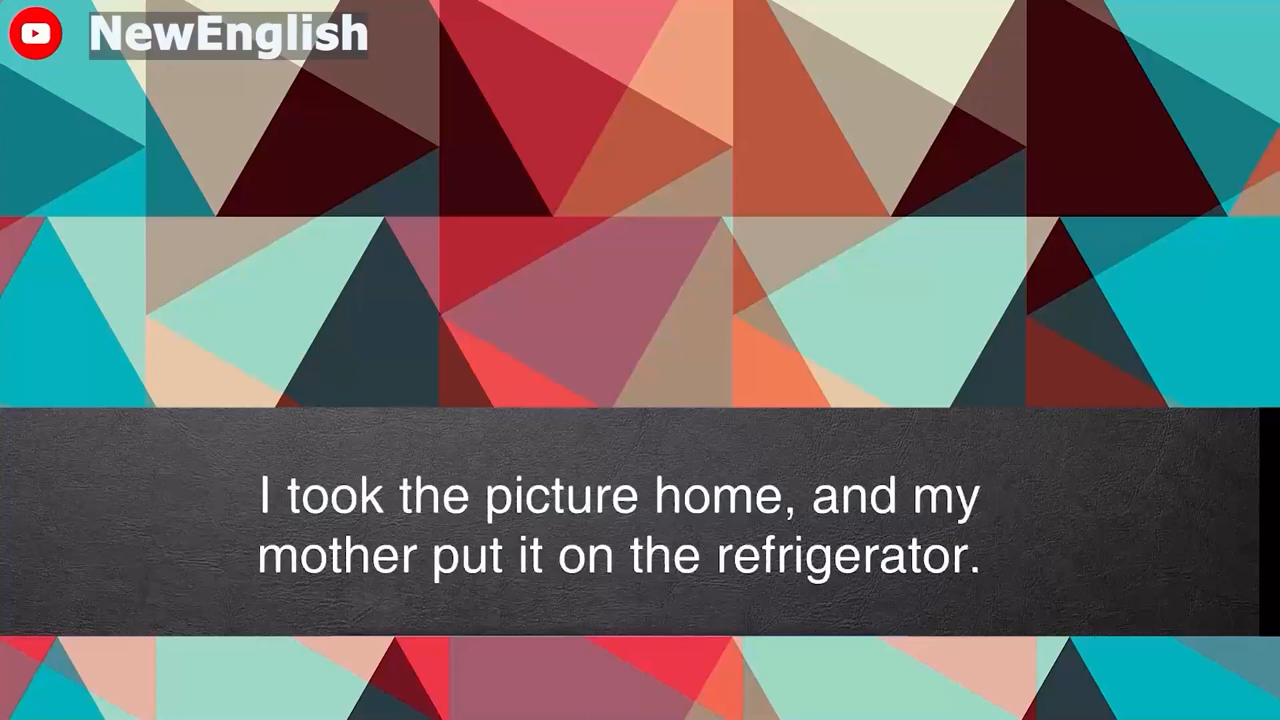 NewEnglish
I took the picture home, and my
mother put it on the refrigerator.